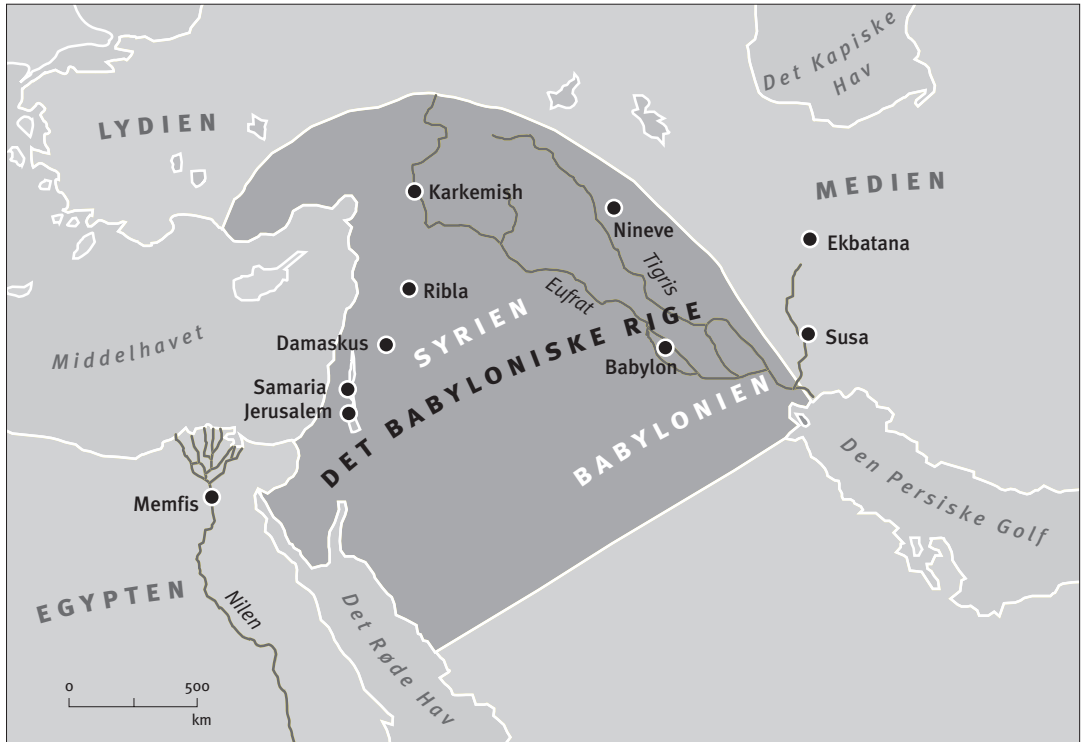 Det Kapiske
Hav
LYDIEN
MEDIEN
Karkemish
Nineve
Ekbatana
Tigris
Eufrat
Ribla
SYRIEN
Middelhavet
Damaskus
DET BABYLONISKE RIGE
Babylon
Susa
Samaria
Jerusalem
BABYLONIEN
Den Persiske Golf
Memfis
EGYPTEN
Nilen
Det Røde Hav
0 500
km